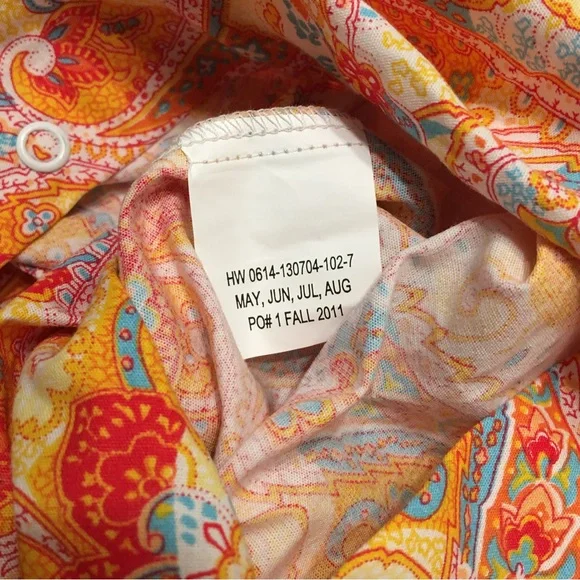 HW 0614-130704-102-7
MAY, JUN, JUL, AUG
PO# 1 FALL 2011